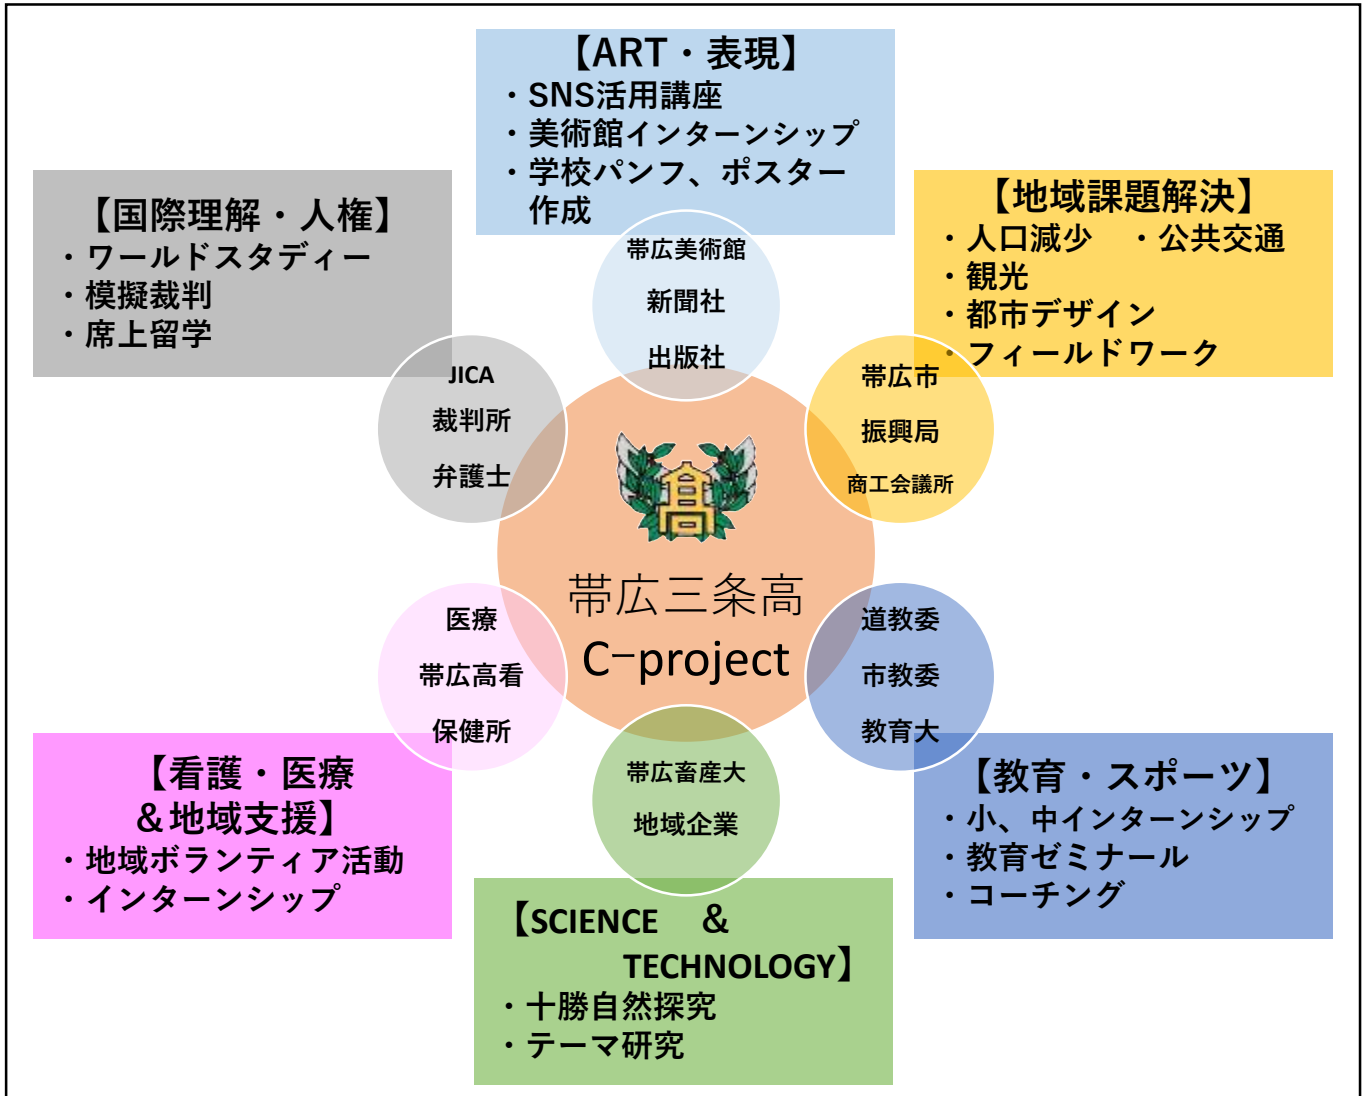 【ART・表現】
・SNS活用講座
・美術館インターンシップ
・学校パンフ、ポスター
作成
帯広美術館
新聞社
出版社
【国際理解・人権】
・ワールドスタディー
・模擬裁判
・席上留学
JICA
裁判所
弁護士
【地域課題解決】
・人口減少　・公共交通
・観光
・都市デザイン
・フィールドワーク
帯広市
振興局
商工会議所
高
帯広三条高
C-project
医療
帯広高看
保健所
【看護・医療
＆地域支援】
・地域ボランティア活動
・インターンシップ
道教委
市教委
教育大
【教育・スポーツ】
・小、中インターンシップ
・教育ゼミナール
・コーチング
帯広畜産大
地域企業
【SCIENCE　＆
TECHNOLOGY】
・十勝自然探究
・テーマ研究